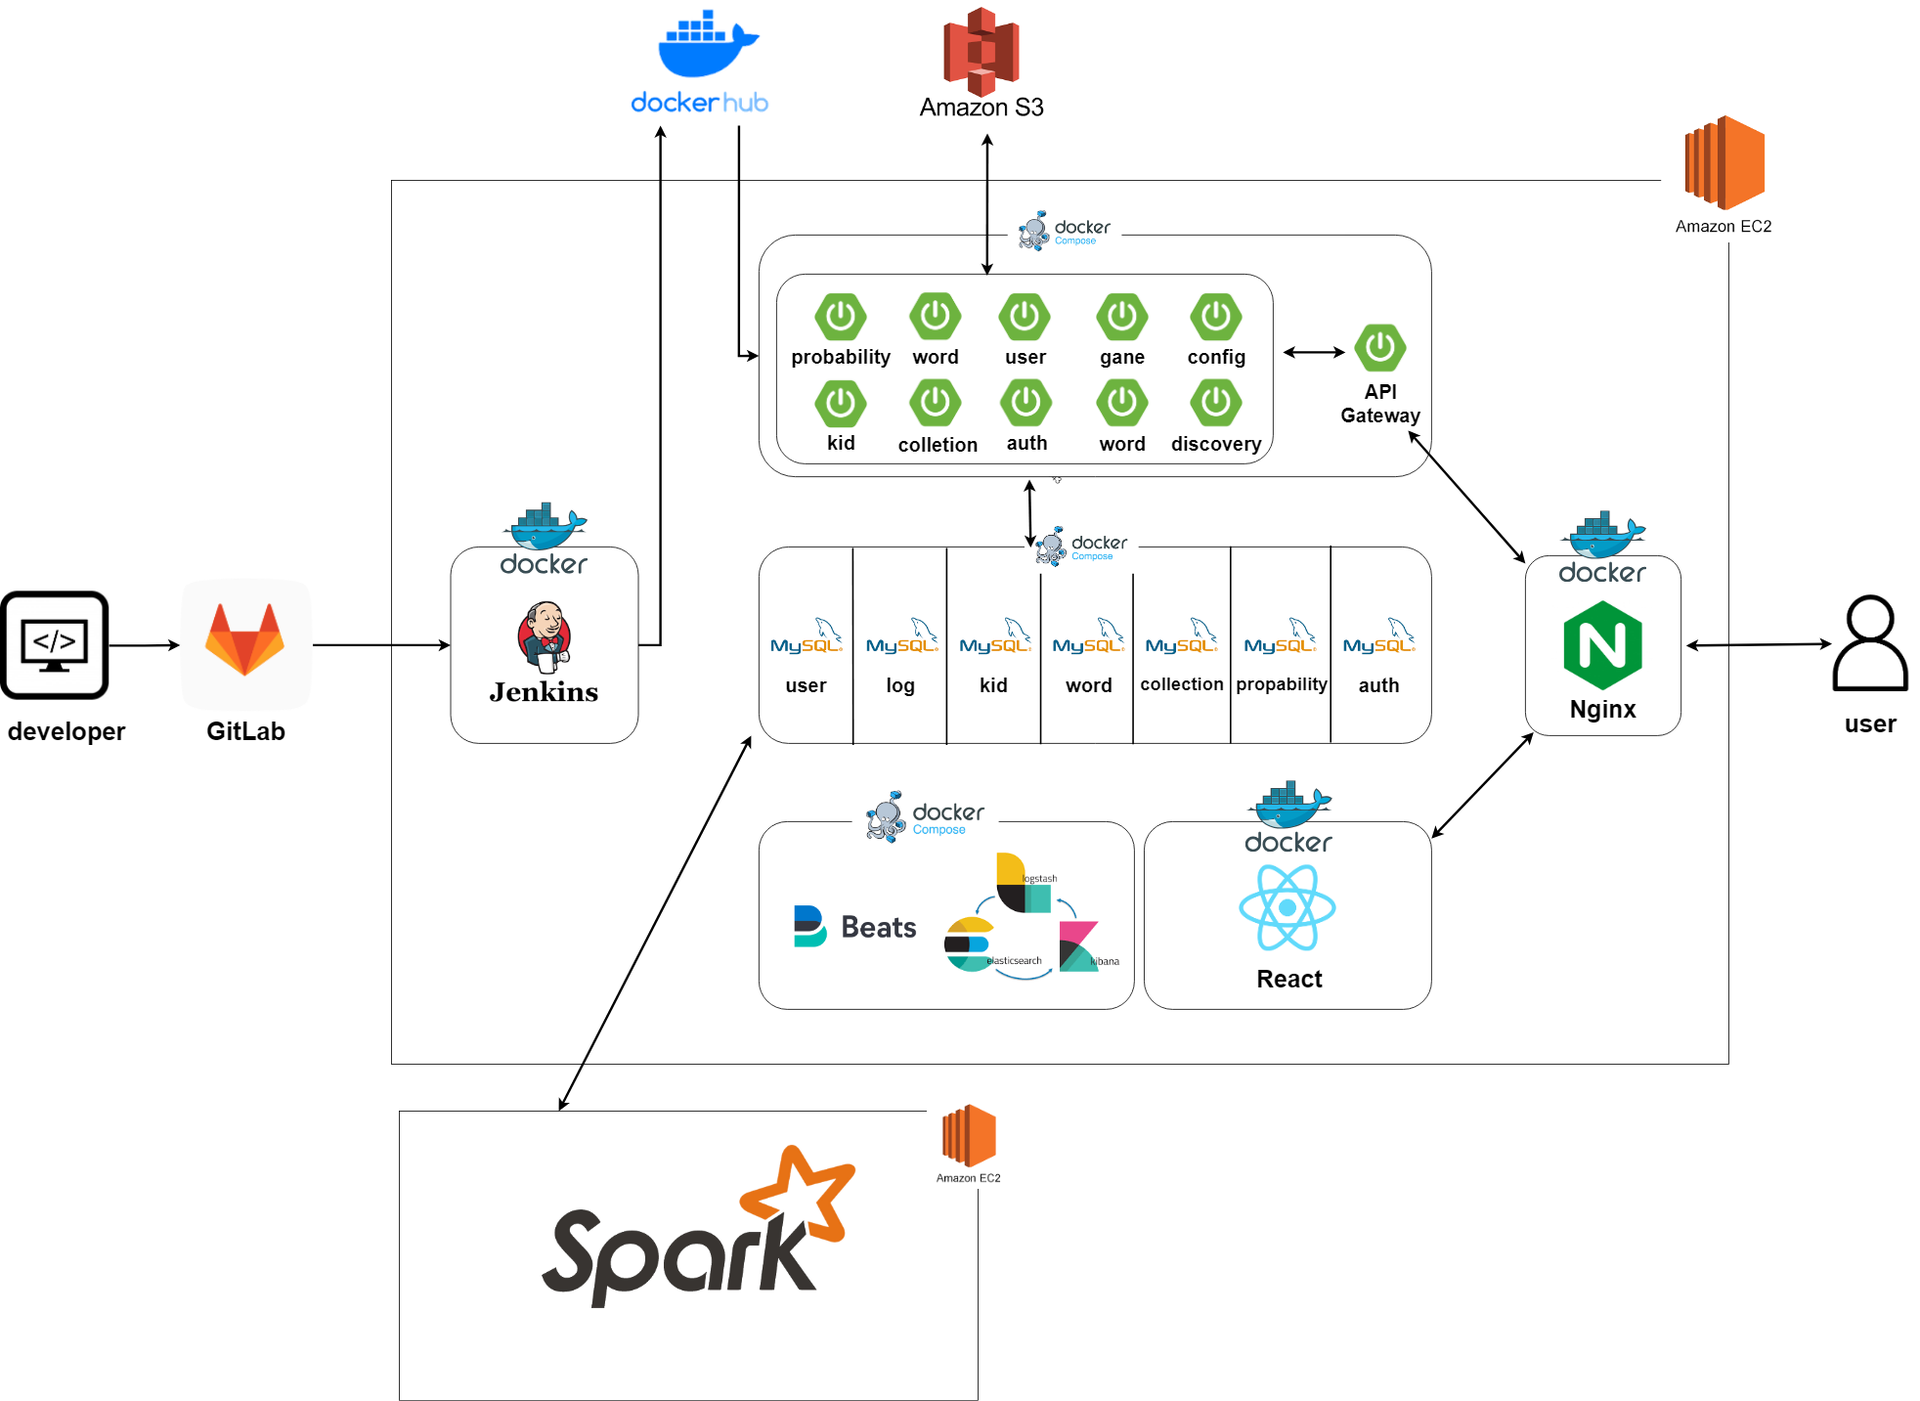 docker hub
Amazon S3
Amazon EC2
docker
Compose
probability
word
user
gane
config
kid
colletion
auth
word
discovery
API
Gateway
docker
Jenkins
docker
Compose
MySQL
user
MySQL
log
MySQL
kid
MySQL
word
MySQL
collection
MySQL
propability
MySQL
auth
docker
Nginx
</>
developer
GitLab
user
docker
Compose
Beats
logstash
elasticsearch
kibana
docker
React
Amazon EC2
Spark